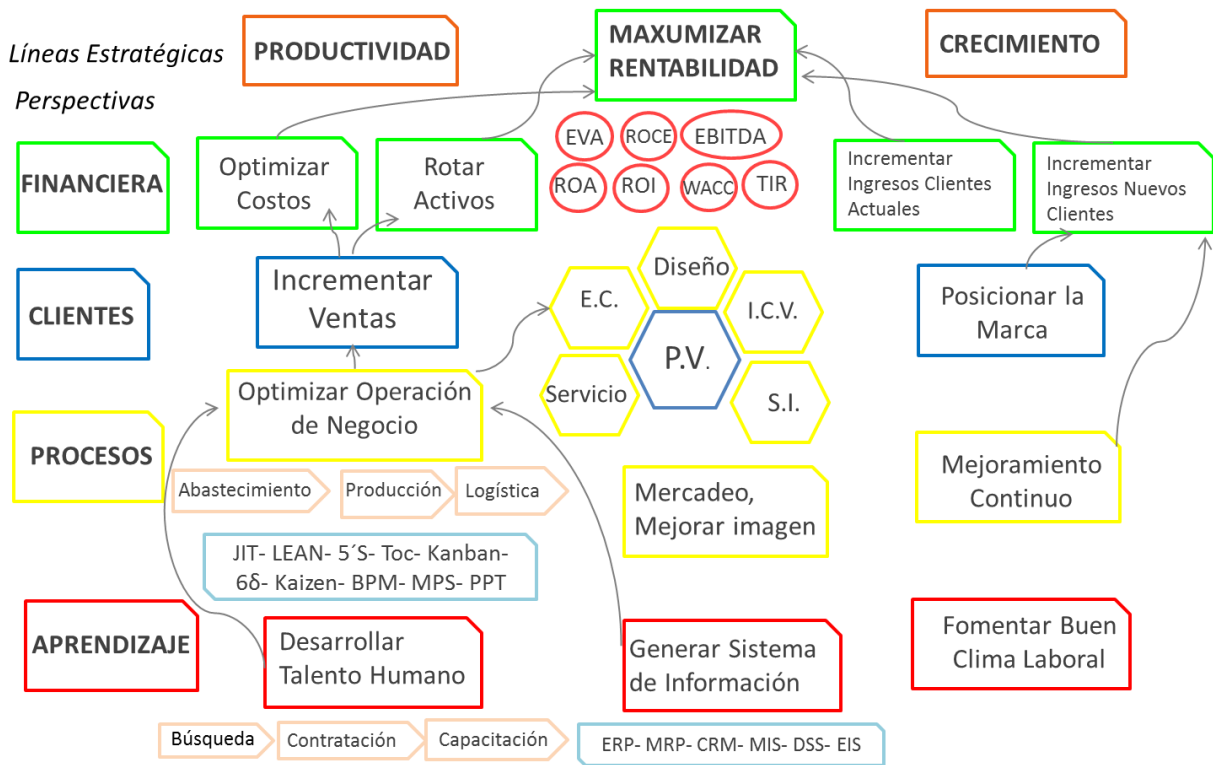 Líneas Estratégicas
PRODUCTIVIDAD
MAXUMIZAR
RENTABILIDAD
CRECIMIENTO
Perspectivas
FINANCIERA
Optimizar
Costos
Rotar
Activos
EVA
ROCE
EBITDA
ROA
ROI
WACC
TIR
Incrementar
Ingresos Clientes
Actuales
Incrementar
Ingresos Nuevos
Clientes
CLIENTES
Incrementar
Ventas
Diseño
E.C.
I.C.V.
P.V.
Servicio
S.I.
Posicionar la
Marca
PROCESOS
Optimizar Operación
de Negocio
Abastecimiento
Producción
Logística
Mercadeo,
Mejorar imagen
Mejoramiento
Continuo
JIT- LEAN- 5´S- Toc- Kanban-
6δ- Kaizen- BPM- MPS- PPT
APRENDIZAJE
Desarrollar
Talento Humano
Generar Sistema
de Información
Fomentar Buen
Clima Laboral
Búsqueda
Contratación
Capacitación
ERP- MRP- CRM- MIS- DSS- EIS